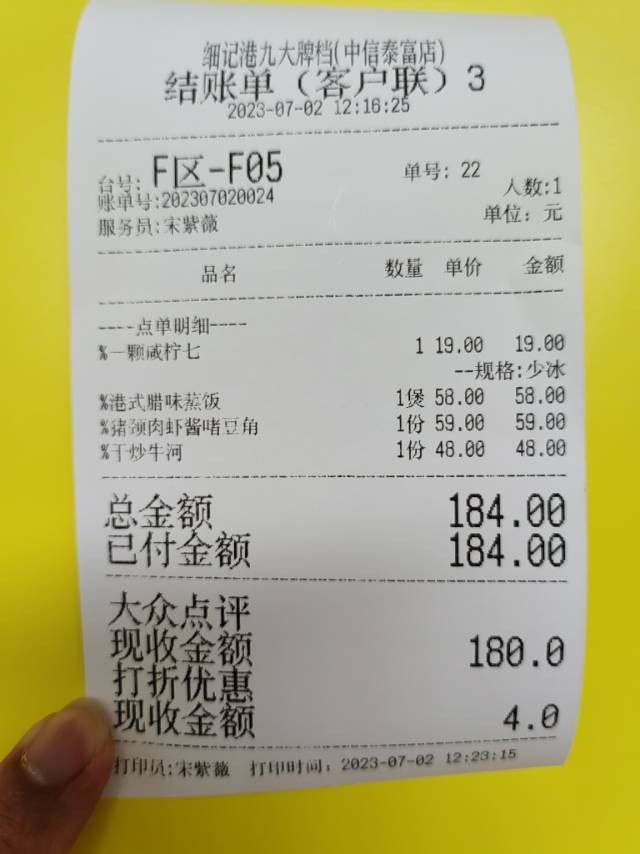 细记港九大牌档(中信泰富店)
结账单（客户联）3
2023-07-02 12:16:25
台号: F区-F05 单号: 22
账单号:202307020024 人数:1
服务员:宋紫薇 单位: 元
品名 数量 单价 金额
----点单明细----
%一颗咸柠七 1 19.00 19.00
--规格:少冰
%港式腊味蒸饭 1煲 58.00 58.00
%猪颈肉虾酱啫豆角 1份 59.00 59.00
%干炒牛河 1份 48.00 48.00
总金额 184.00
已付金额 184.00
大众点评
现收金额 180.0
打折优惠
现收金额 4.0
打印员:宋紫薇 打印时间: 2023-07-02 12:23:15